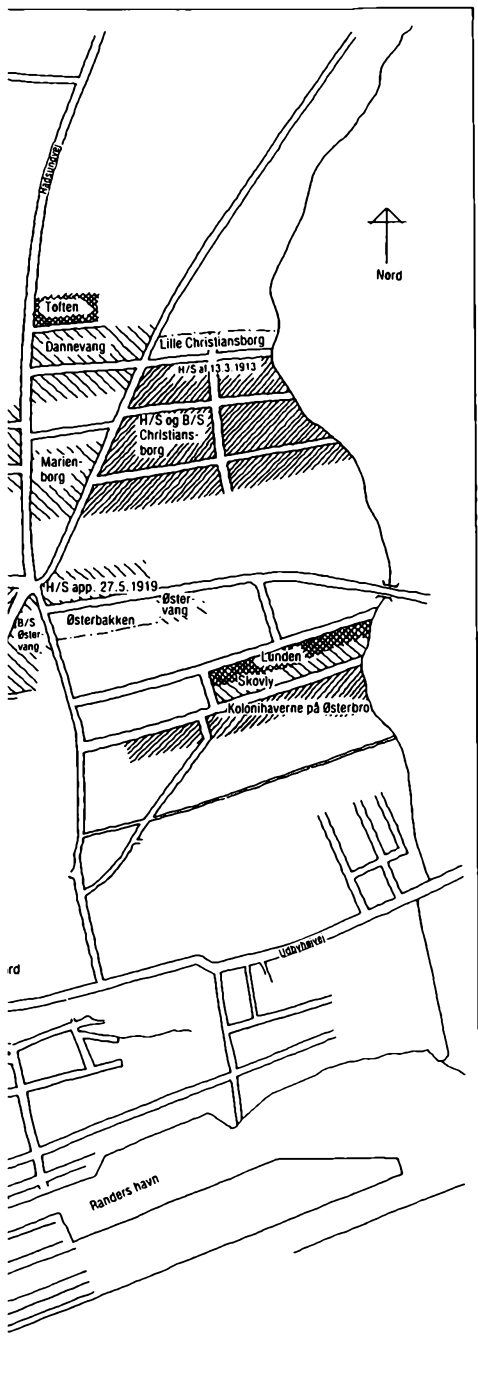 Hadsundvej
Nord
Toften
Dannevang
Lille Christiansborg
H/S af 13.3.1913
H/S og B/S
Christians-
borg
Marien-
borg
H/S app. 27.5.1919
Øster-
vang
Østerbakken
B/S
Øster-
vang
Lunden
Skovly
Kolonihaverne på Østerbro
Udbyhøjvej
ord
Randers havn